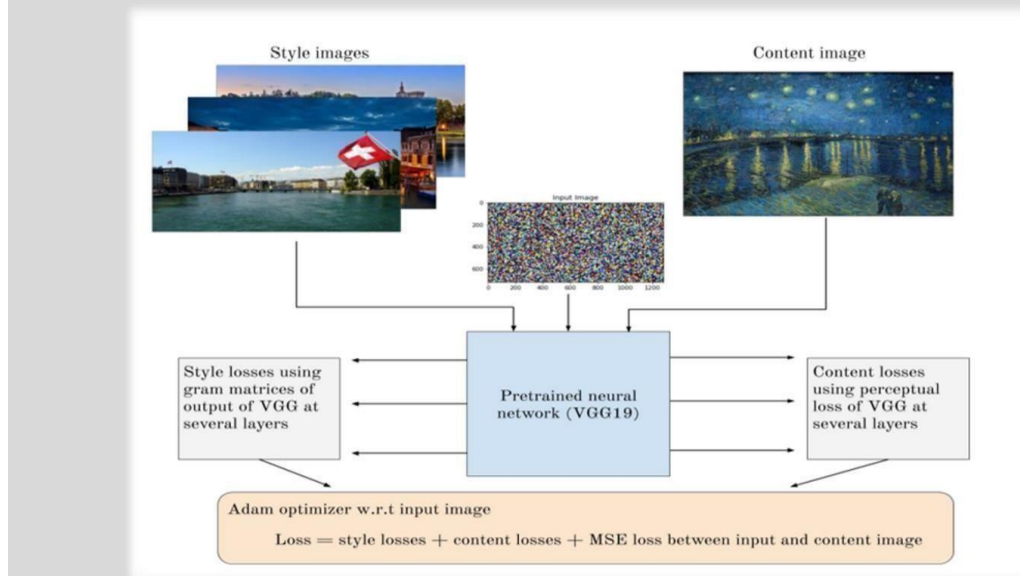 Style images
Content image
Input Image
0
200
400
600
0 200 400 600 800 1000 1200
Style losses using
gram matrices of
output of VGG at
several layers
Pretrained neural
network (VGG19)
Content losses
using perceptual
loss of VGG at
several layers
Adam optimizer w.r.t input image
Loss = style losses + content losses + MSE loss between input and content image